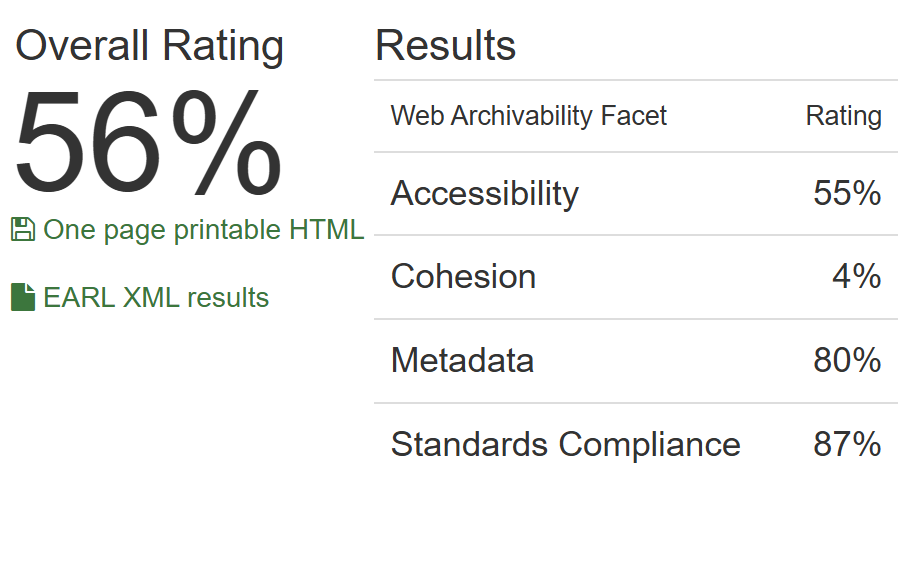 Overall Rating
56%
One page printable HTML
EARL XML results
Results
Web Archivability Facet Rating
Accessibility 55%
Cohesion 4%
Metadata 80%
Standards Compliance 87%